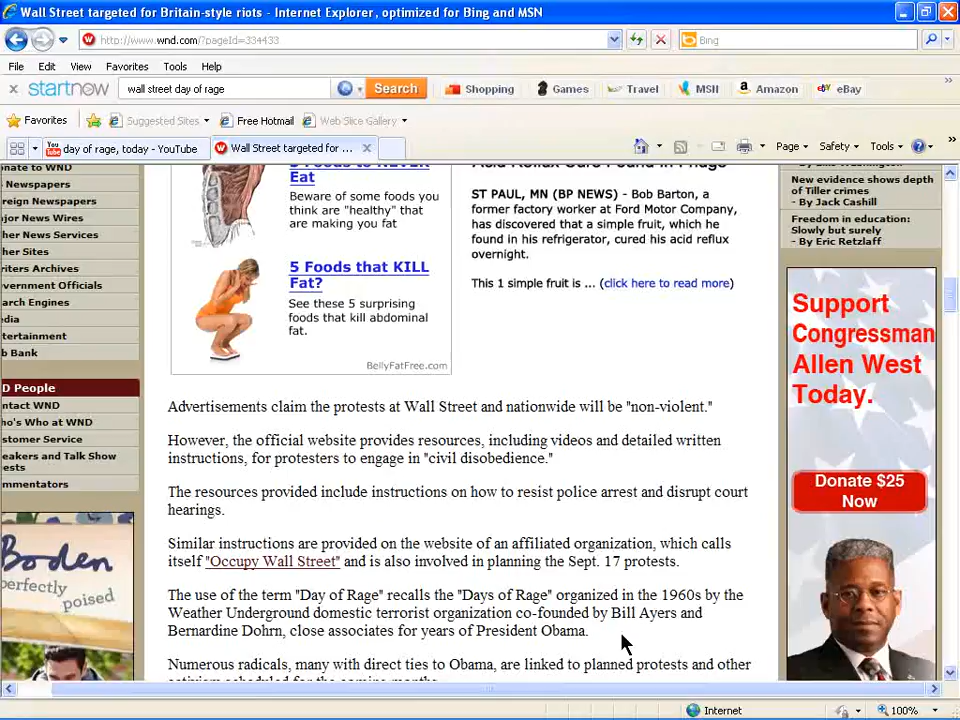 Wall Street targeted for Britain-style riots - Internet Explorer, optimized for Bing and MSN
http://www.wnd.com/?pageId=334433
Bing
File Edit View Favorites Tools Help
startnow wall street day of rage Search Shopping Games Travel MSN Amazon eBay
Favorites Suggested Sites Free Hotmail Web Slice Gallery
day of rage, today - YouTube Wall Street targeted for ... Page Safety Tools
onate to WND
Newspapers
reign Newspapers
jor News Wires
her News Services
her Sites
riters Archives
vernment Officials
arch Engines
edia
tertainment
b Bank
D People
ntact WND
ho's Who at WND
stomer Service
eakers and Talk Show
ests
mmentators
Boden
perfectly
poised
5 Foods to NEVER
Eat
Beware of some foods you
think are "healthy" that
are making you fat
5 Foods that KILL
Fat?
See these 5 surprising
foods that kill abdominal
fat.
BellyFatFree.com
Acid Reflux Cure Found in Fridge
ST PAUL, MN (BP NEWS) - Bob Barton, a
former factory worker at Ford Motor Company,
has discovered that a simple fruit, which he
found in his refrigerator, cured his acid reflux
overnight.
This 1 simple fruit is ... (click here to read more)
Advertisements claim the protests at Wall Street and nationwide will be "non-violent."
However, the official website provides resources, including videos and detailed written
instructions, for protesters to engage in "civil disobedience."
The resources provided include instructions on how to resist police arrest and disrupt court
hearings.
Similar instructions are provided on the website of an affiliated organization, which calls
itself "Occupy Wall Street" and is also involved in planning the Sept. 17 protests.
The use of the term "Day of Rage" recalls the "Days of Rage" organized in the 1960s by the
Weather Underground domestic terrorist organization co-founded by Bill Ayers and
Bernardine Dohrn, close associates for years of President Obama.
Numerous radicals, many with direct ties to Obama, are linked to planned protests and other
activism scheduled for the coming months.
New evidence shows depth
of Tiller crimes
- By Jack Cashill
Freedom in education:
Slowly but surely
- By Eric Retzlaff
Support
Congressman
Allen West
Today.
Donate $25
Now
Internet 100%